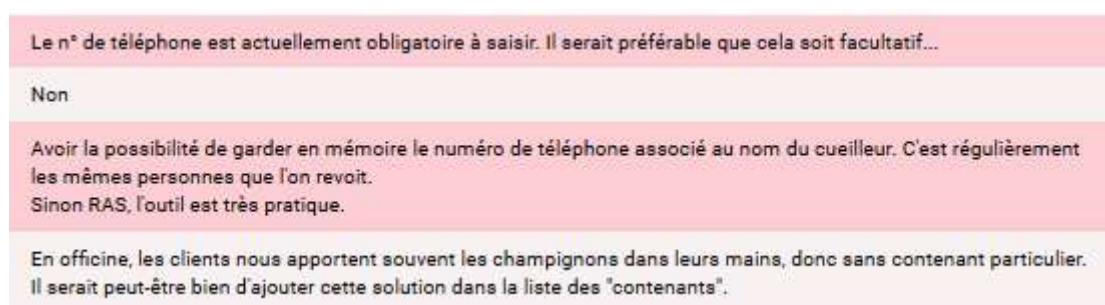 Le n° de téléphone est actuellement obligatoire à saisir. Il serait préférable que cela soit facultatif...
Non
Avoir la possibilité de garder en mémoire le numéro de téléphone associé au nom du cueilleur. C'est régulièrement
les mêmes personnes que l'on revoit.
Sinon RAS, l'outil est très pratique.
En officine, les clients nous apportent souvent les champignons dans leurs mains, donc sans contenant particulier.
Il serait peut-être bien d'ajouter cette solution dans la liste des "contenants".